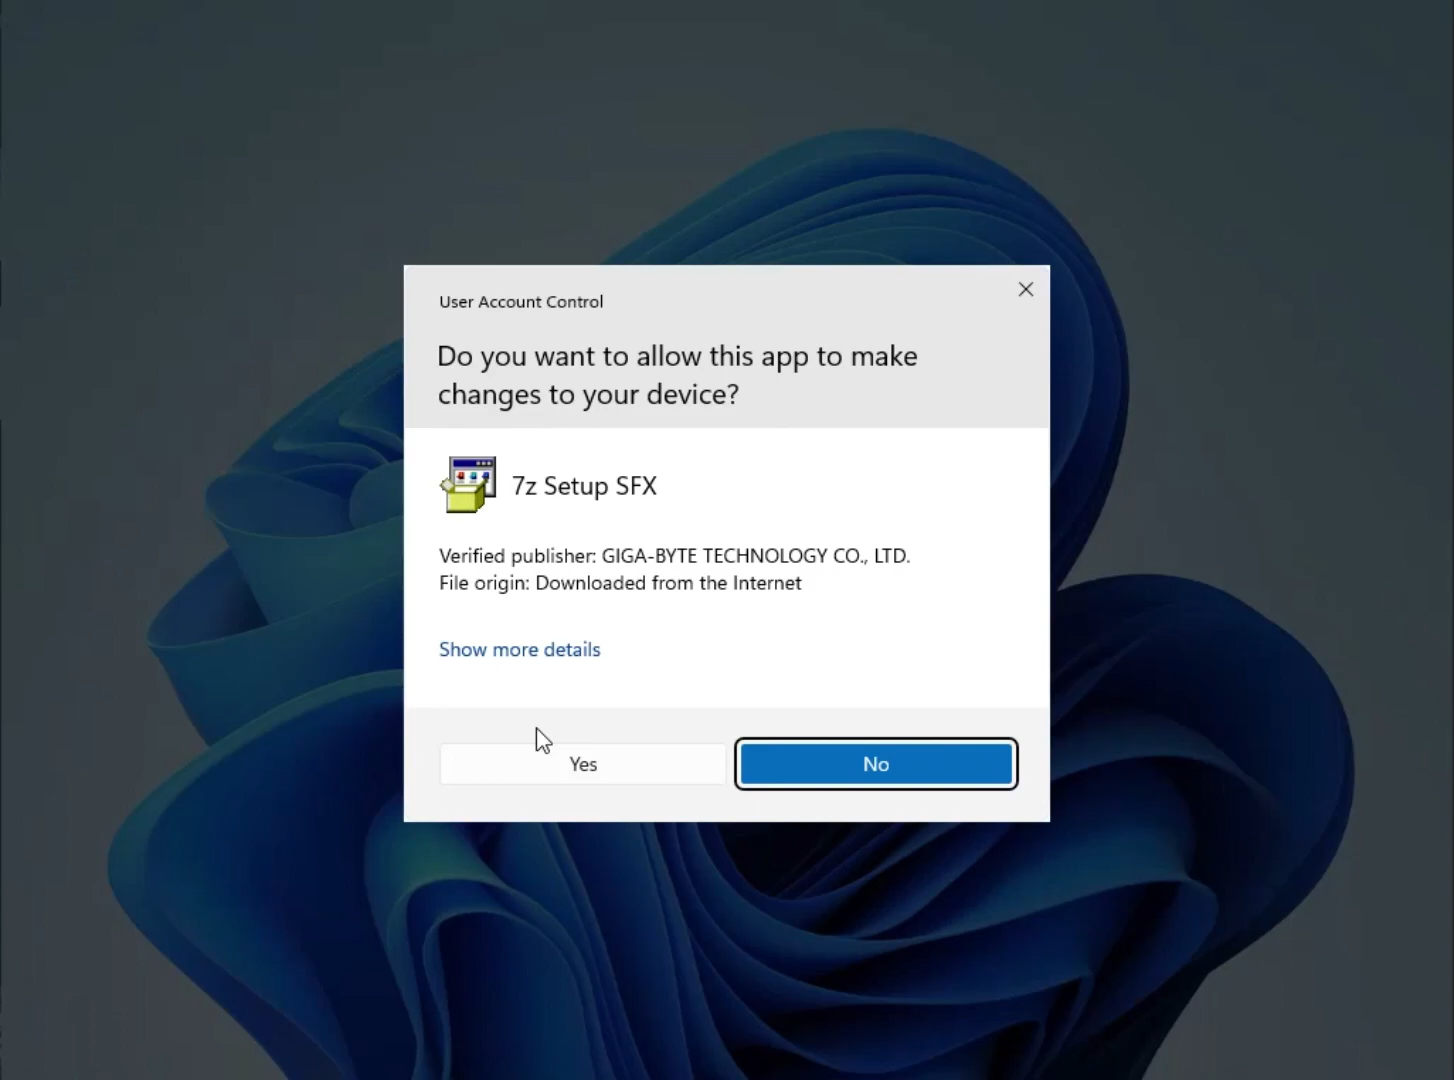 User Account Control
Do you want to allow this app to make
changes to your device?
7z Setup SFX
Verified publisher: GIGA-BYTE TECHNOLOGY CO., LTD.
File origin: Downloaded from the Internet
Show more details
Yes
No